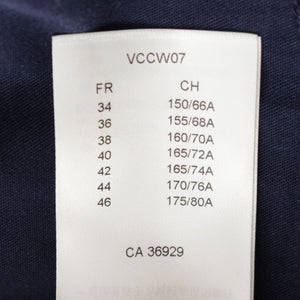 VCCW07
FR CH
34 150/66A
36 155/68A
38 160/70A
40 165/72A
42 165/74A
44 170/76A
46 175/80A
CA 36929